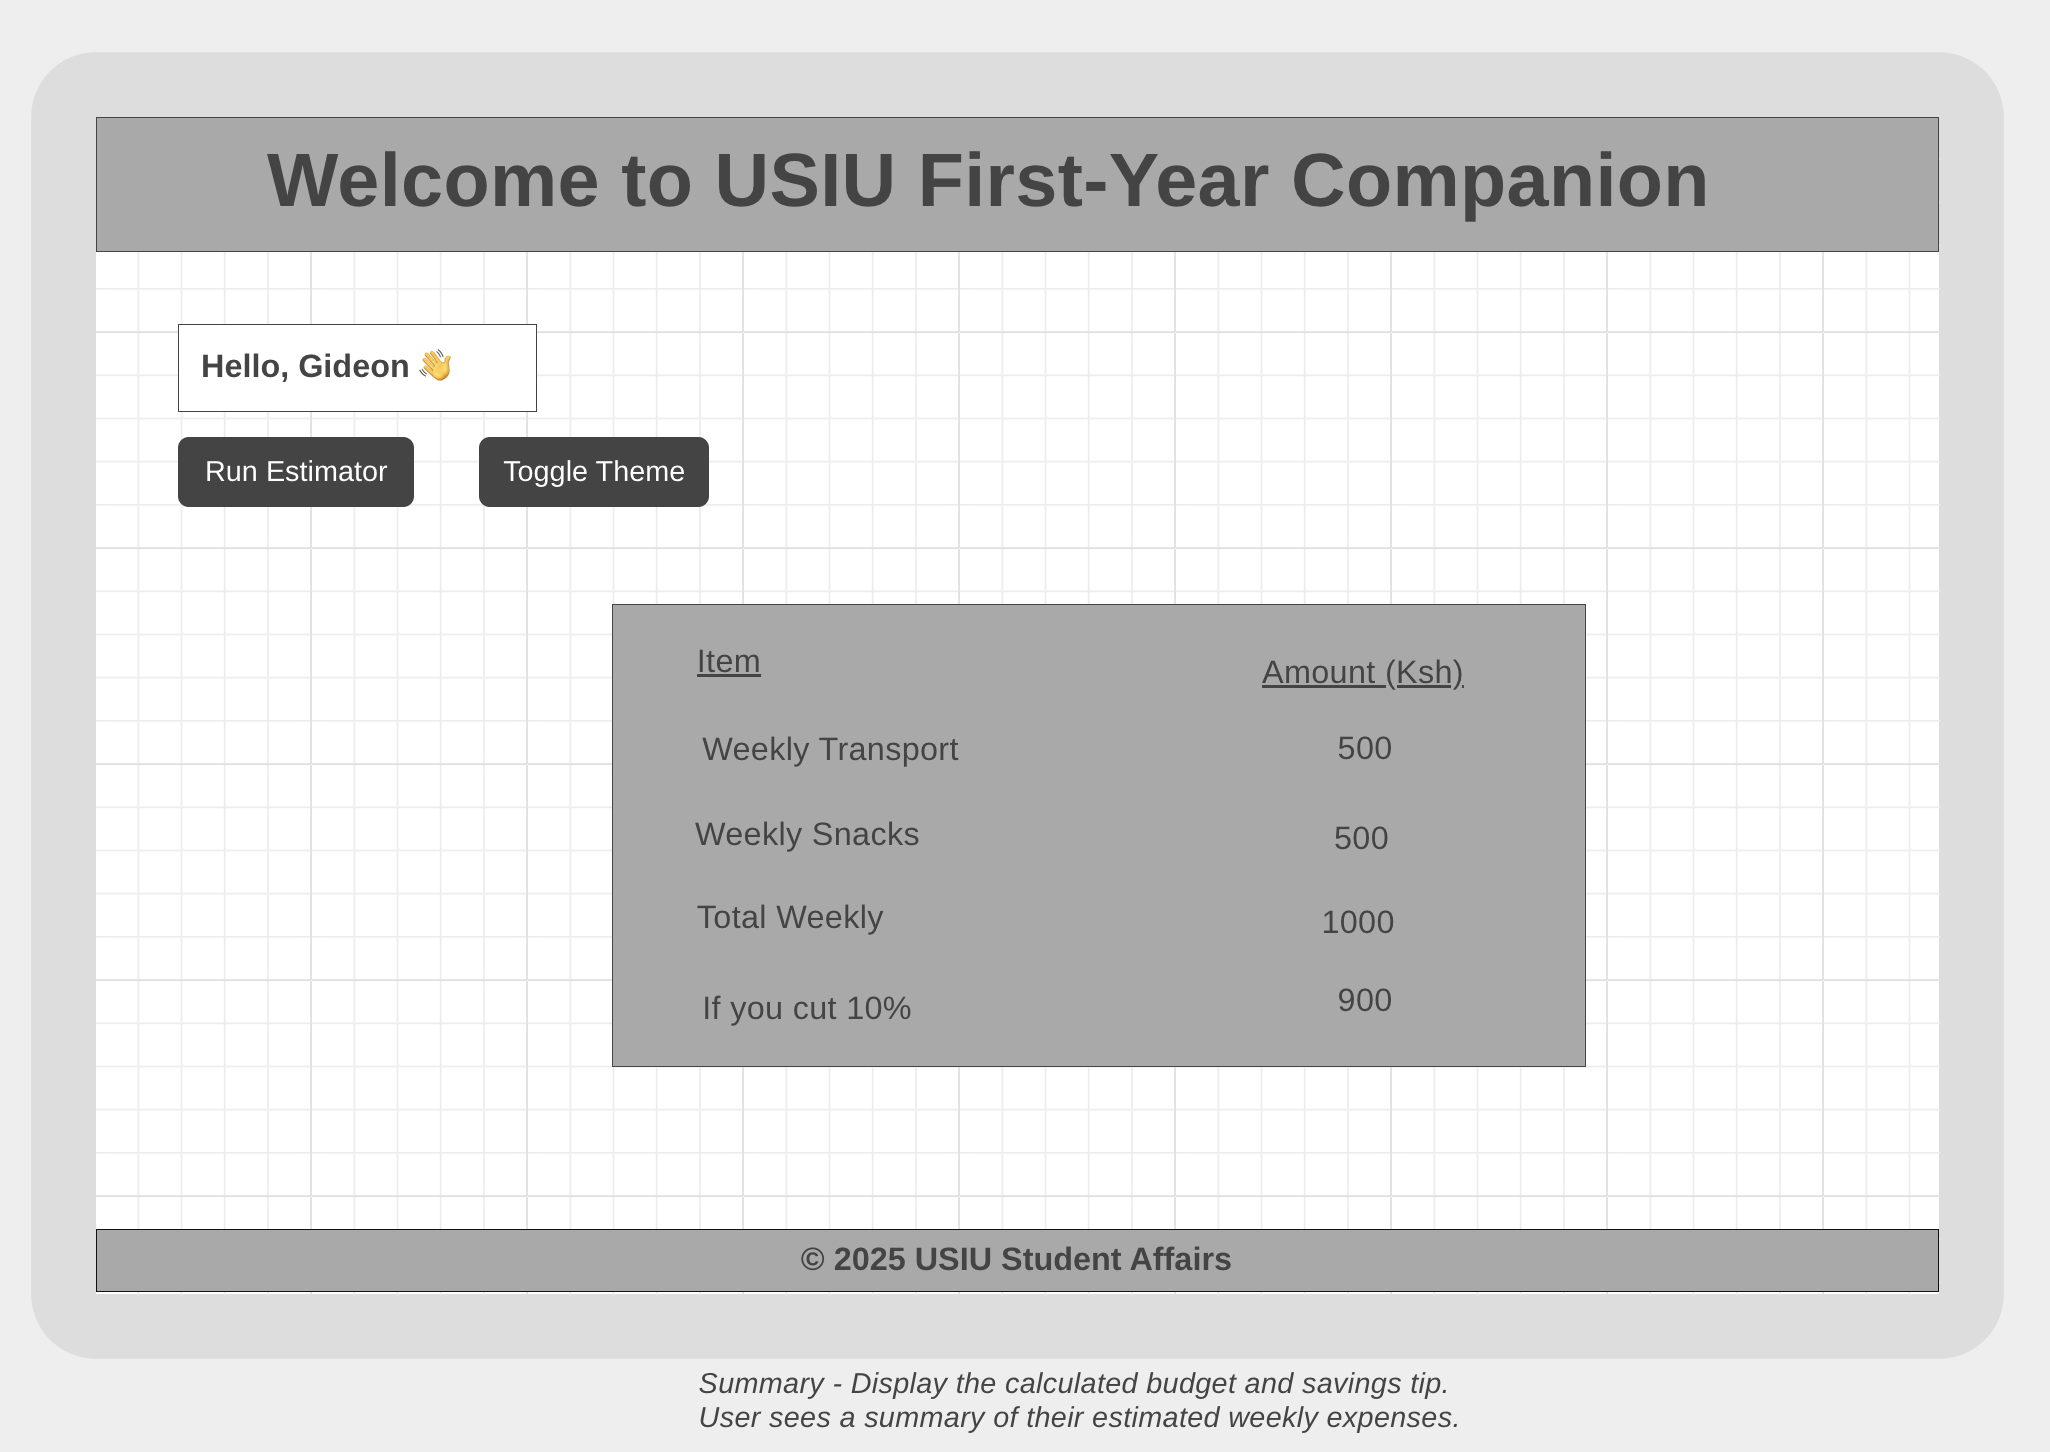 Welcome to USIU First-Year Companion
Hello, Gideon 👋
Run Estimator Toggle Theme
Item Amount (Ksh)
Weekly Transport 500
Weekly Snacks 500
Total Weekly 1000
If you cut 10% 900
© 2025 USIU Student Affairs
Summary - Display the calculated budget and savings tip.
User sees a summary of their estimated weekly expenses.